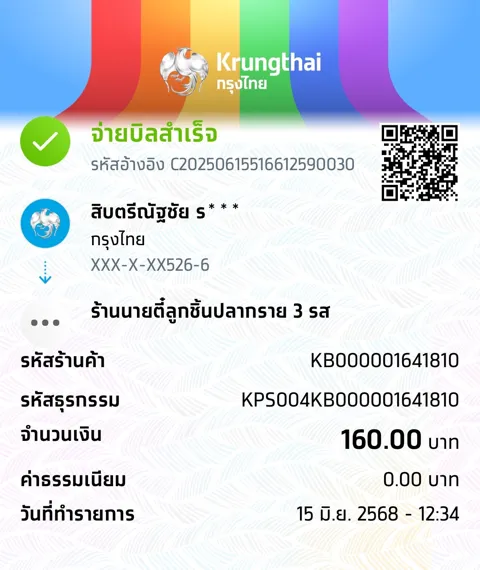 Krungthai
กรุงไทย
จ่ายบิลสำเร็จ
รหัสอ้างอิง C20250615516612590030
สิบตรีณัฐชัย ร***
กรุงไทย
XXX-X-XX526-6
ร้านนายตี๋ลูกชิ้นปลากราย 3 รส
รหัสร้านค้า KB000001641810
รหัสธุรกรรม KPS004KB000001641810
จำนวนเงิน 160.00 บาท
ค่าธรรมเนียม 0.00 บาท
วันที่ทำรายการ 15 มิ.ย. 2568 - 12:34